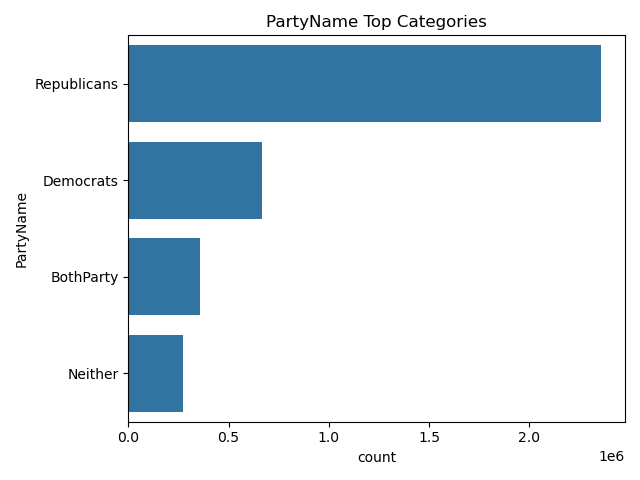 PartyName Top Categories
Republicans
Democrats
BothParty
Neither
PartyName
0.0 0.5 1.0 1.5 2.0
1e6
count